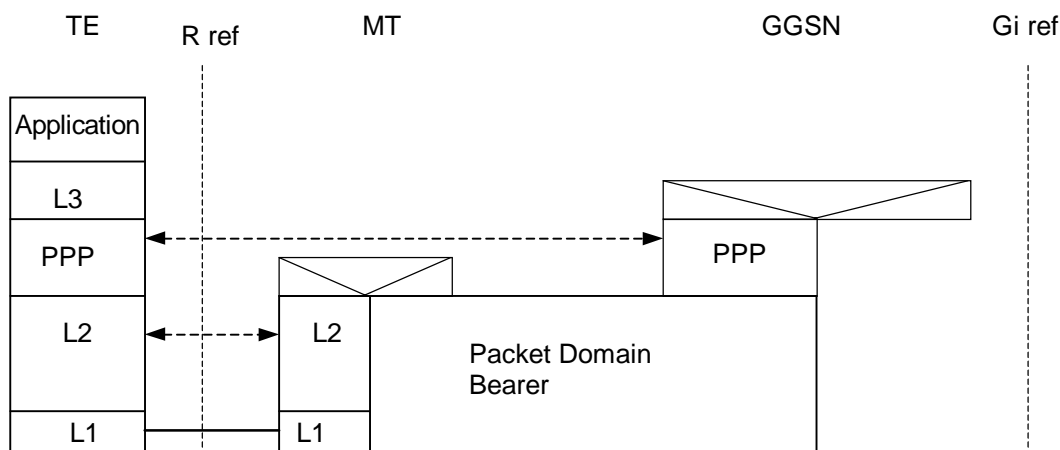 TE
R ref
MT
GGSN
Gi ref
Application
L3
PPP
PPP
L2
L2
Packet Domain
Bearer
L1
L1